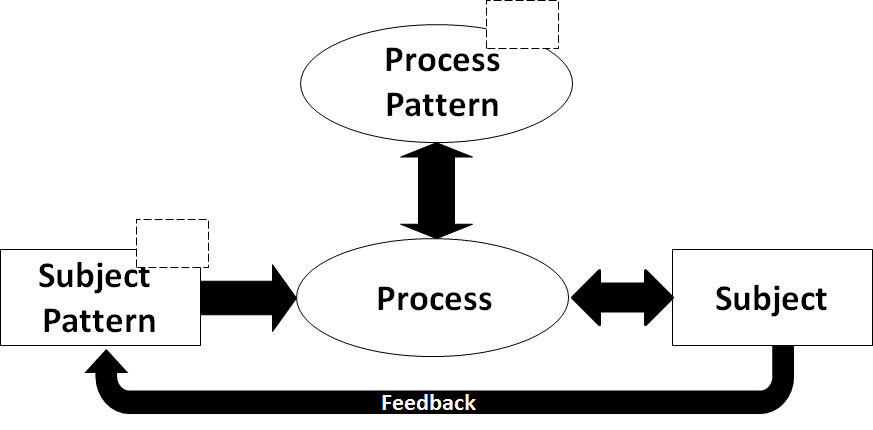 Process
Pattern
Subject
Pattern
Process
Subject
Feedback